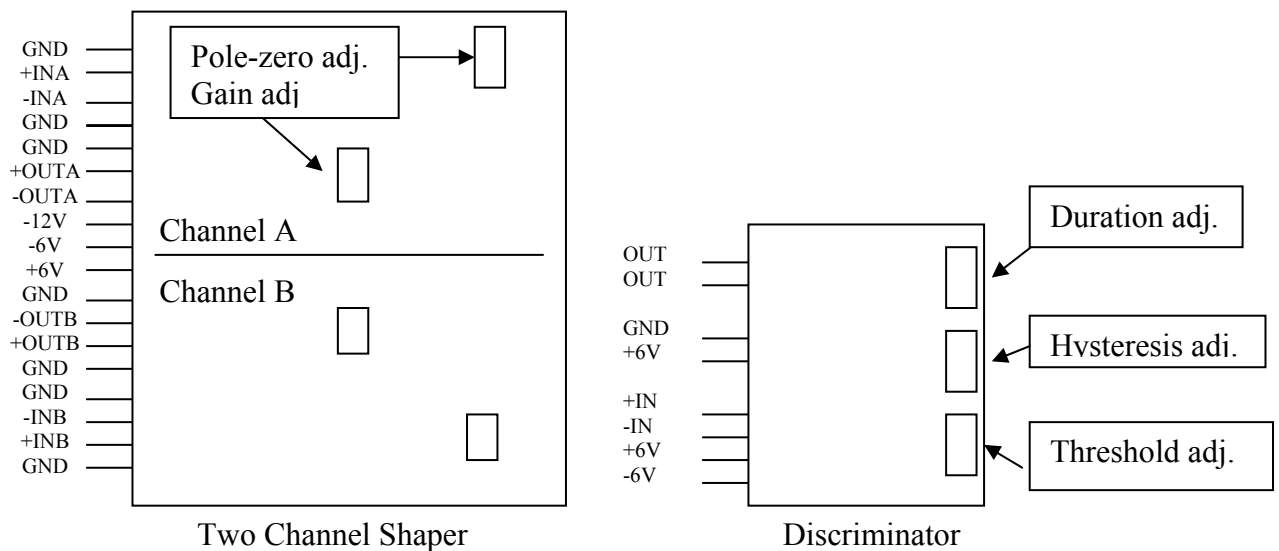 GND
+INA
-INA
GND
GND
+OUTA
-OUTA
-12V
-6V
+6V
GND
-OUTB
+OUTB
GND
GND
-INB
+INB
GND
Pole-zero adj.
Gain adj
Channel A
Channel B
Two Channel Shaper
OUT
OUT
GND
+6V
+IN
-IN
+6V
-6V
Duration adj.
Hysteresis adj.
Threshold adj.
Discriminator